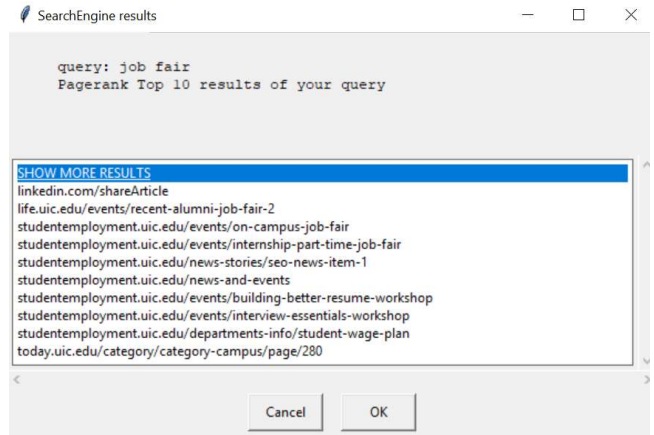 SearchEngine results
query: job fair
Pagerank Top 10 results of your query
SHOW MORE RESULTS
linkedin.com/shareArticle
life.uic.edu/events/recent-alumni-job-fair-2
studentemployment.uic.edu/events/on-campus-job-fair
studentemployment.uic.edu/events/internship-part-time-job-fair
studentemployment.uic.edu/news-stories/seo-news-item-1
studentemployment.uic.edu/news-and-events
studentemployment.uic.edu/events/building-better-resume-workshop
studentemployment.uic.edu/events/interview-essentials-workshop
studentemployment.uic.edu/departments-info/student-wage-plan
today.uic.edu/category/category-campus/page/280
Cancel OK